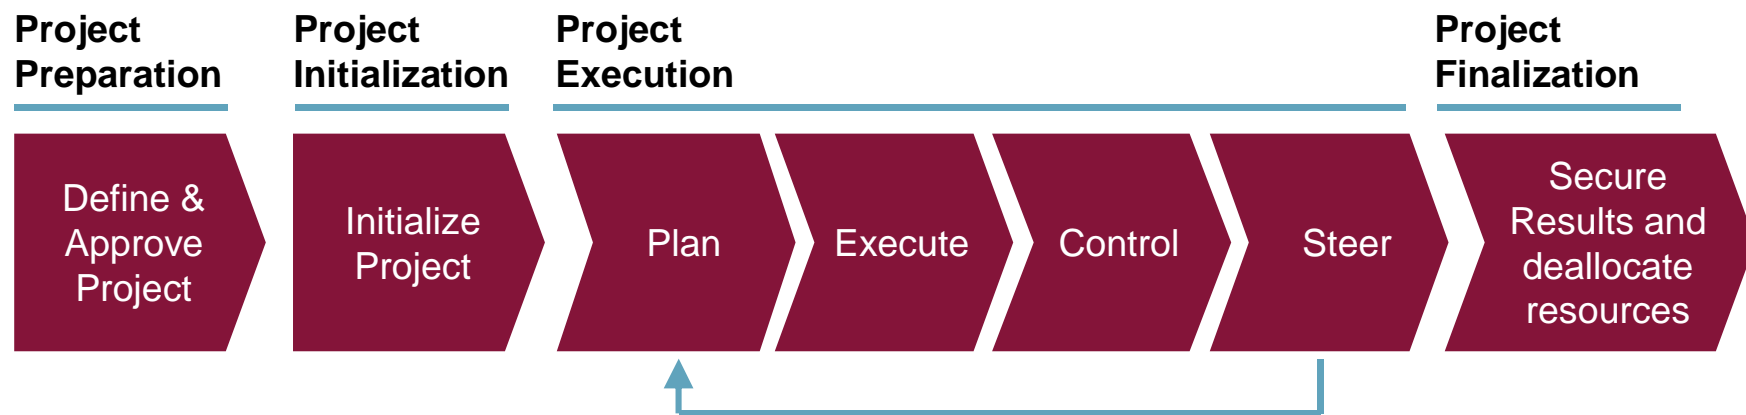 Project
Preparation
Project
Initialization
Project
Execution
Project
Finalization
Define &
Approve
Project
Initialize
Project
Plan
Execute
Control
Steer
Secure
Results and
deallocate
resources